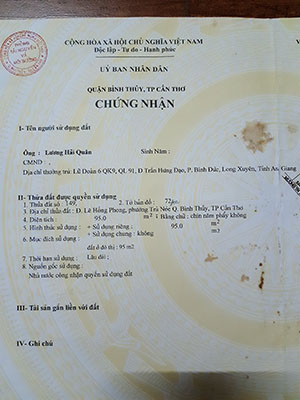 CỘNG HÒA XÃ HỘI CHỦ NGHĨA VIỆT NAM
Độc lập - Tự do - Hạnh phúc
ỦY BAN NHÂN DÂN
QUẬN BÌNH THỦY, TP CẦN THƠ
CHỨNG NHẬN
I- Tên người sử dụng đất
Ông : Lương Hải Quân Sinh Năm :
CMND : ,
Địa chỉ thường trú: Lữ Đoàn 6 QK9, QL 91, Đ Trần Hưng Đạo, P. Bình Đức, Long Xuyên, Tỉnh An Giang
II- Thửa đất được quyền sử dụng
1. Thửa đất số : 149, 2. Tờ bản đồ :
3. Địa chỉ thửa đất : Đ. Lê Hồng Phong, phường Trà Nóc Q. Bình Thủy, TP.Cần Thơ
4. Diện tích : 95.0 m2 Bằng chữ: chín năm phẩy không
5. Hình thức sử dụng : + Sử dụng riêng : 95.0 m2
+ Sử dụng chung : không m2
6. Mục đích sử dụng :
đất ở đô thị : 95 m2
7. Thời hạn sử dụng : Lâu dài ;
8. Nguồn gốc sử dụng :
Nhà nước công nhận quyền sử dụng đất
III- Tài sản gắn liền với đất
IV- Ghi chú